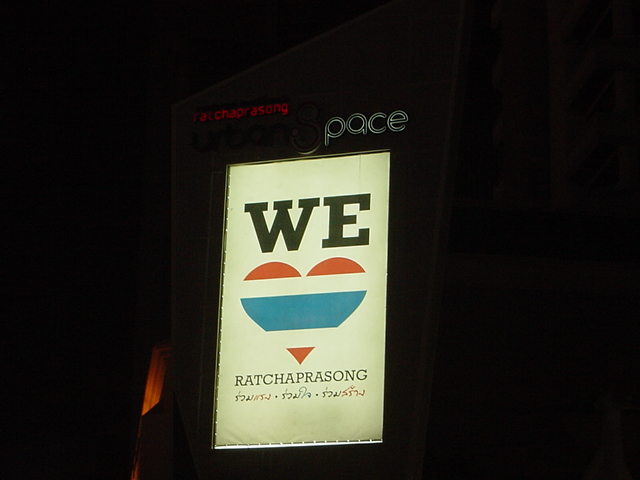 ratchaprasong
urban Space
WE
RATCHAPRASONG
ร่วมแรง • ร่วมใจ • ร่วมสร้าง